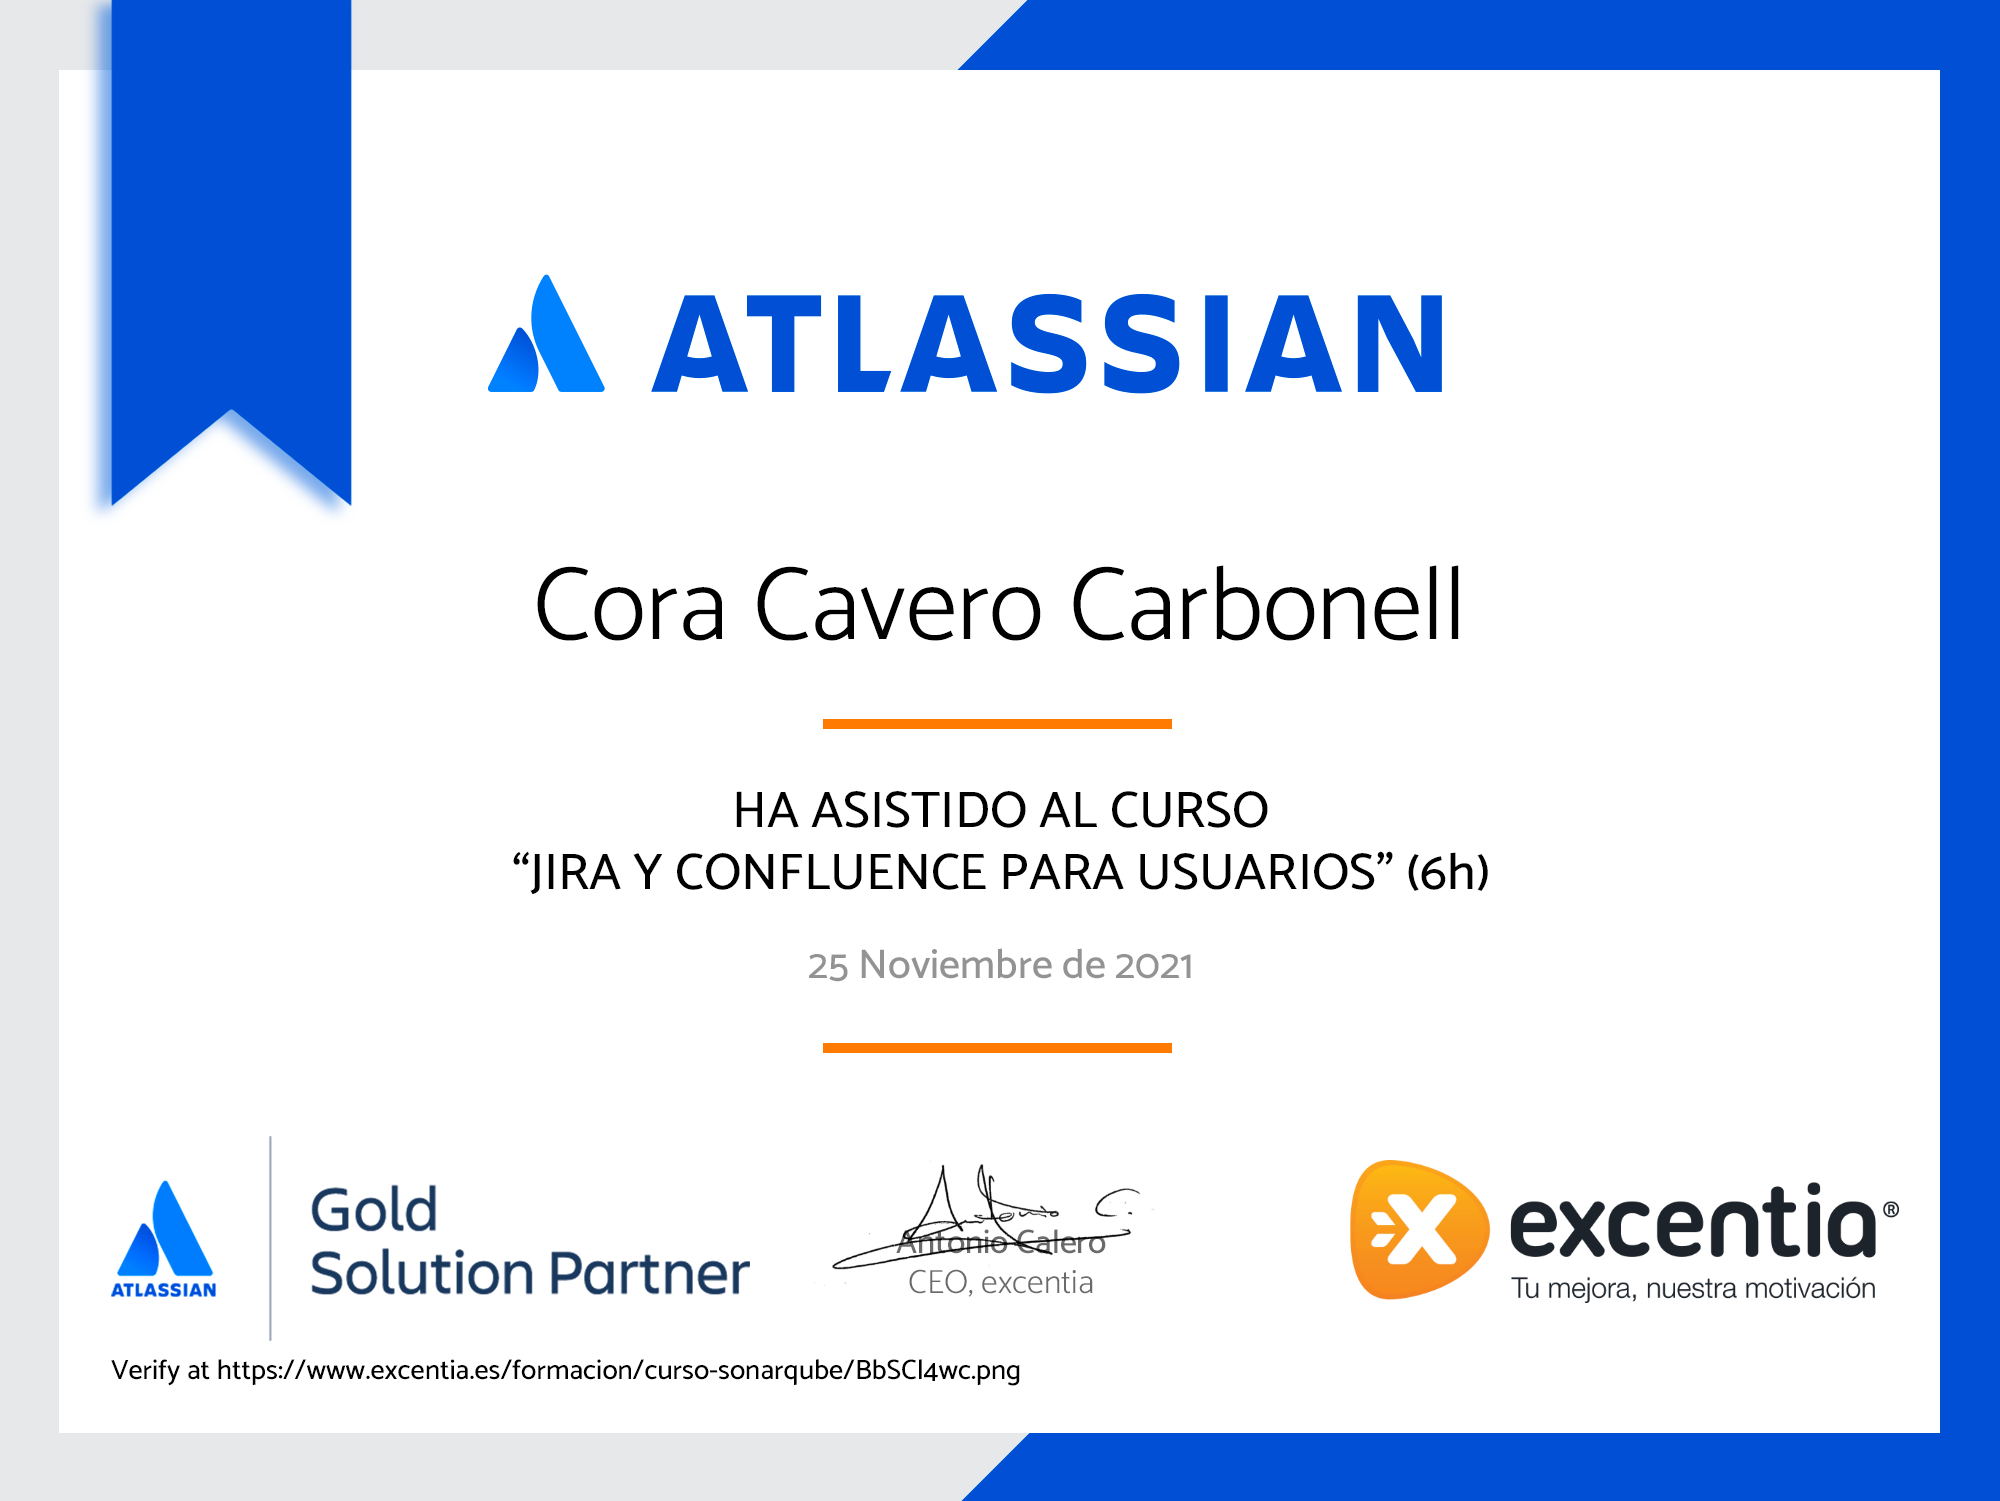 ATLASSIAN
Cora Cavero Carbonell
HA ASISTIDO AL CURSO
“JIRA Y CONFLUENCE PARA USUARIOS” (6h)
25 Noviembre de 2021
ATLASSIAN
Gold
Solution Partner
Antonio C.
Antonio Calero
CEO, excentia
excentia®
Tu mejora, nuestra motivación
Verify at https://www.excentia.es/formacion/curso-sonarqube/BbSCl4wc.png